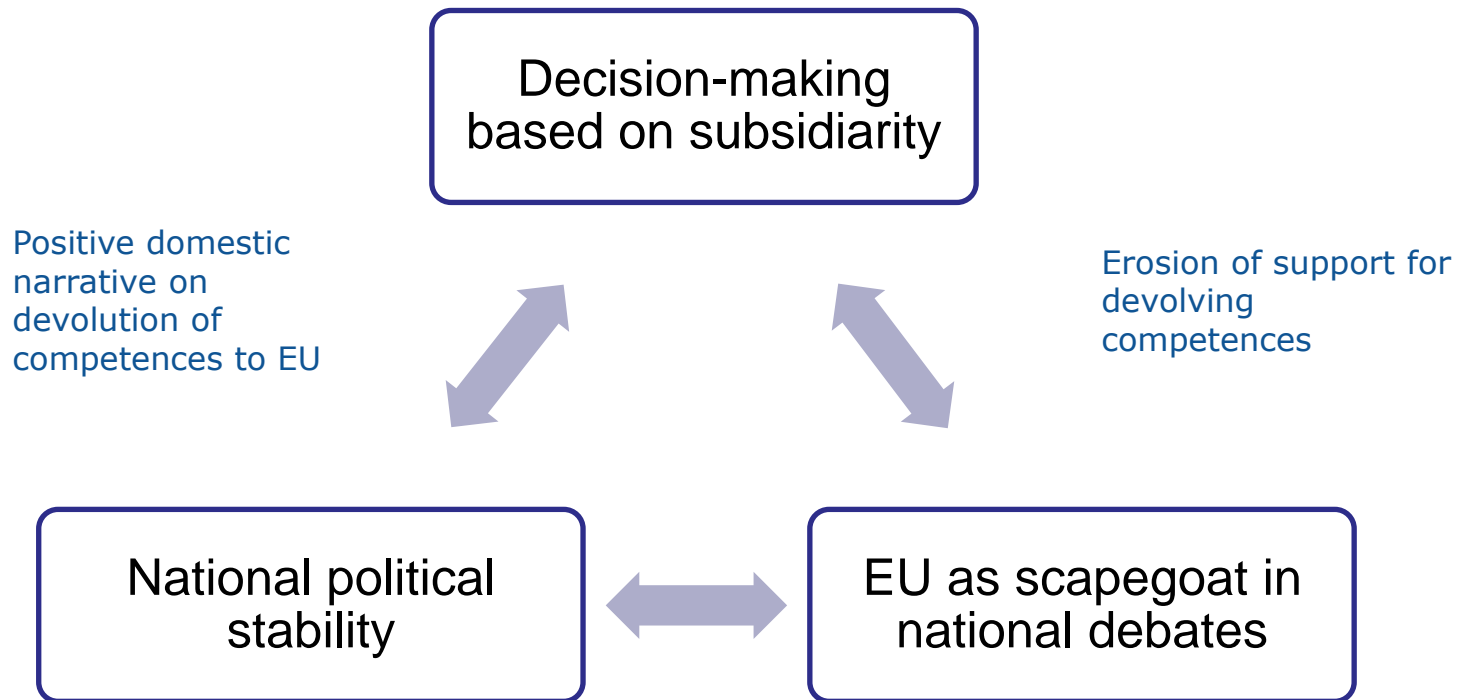 Decision-making
based on subsidiarity
Positive domestic
narrative on
devolution of
competences to EU
Erosion of support for
devolving
competences
National political
stability
EU as scapegoat in
national debates